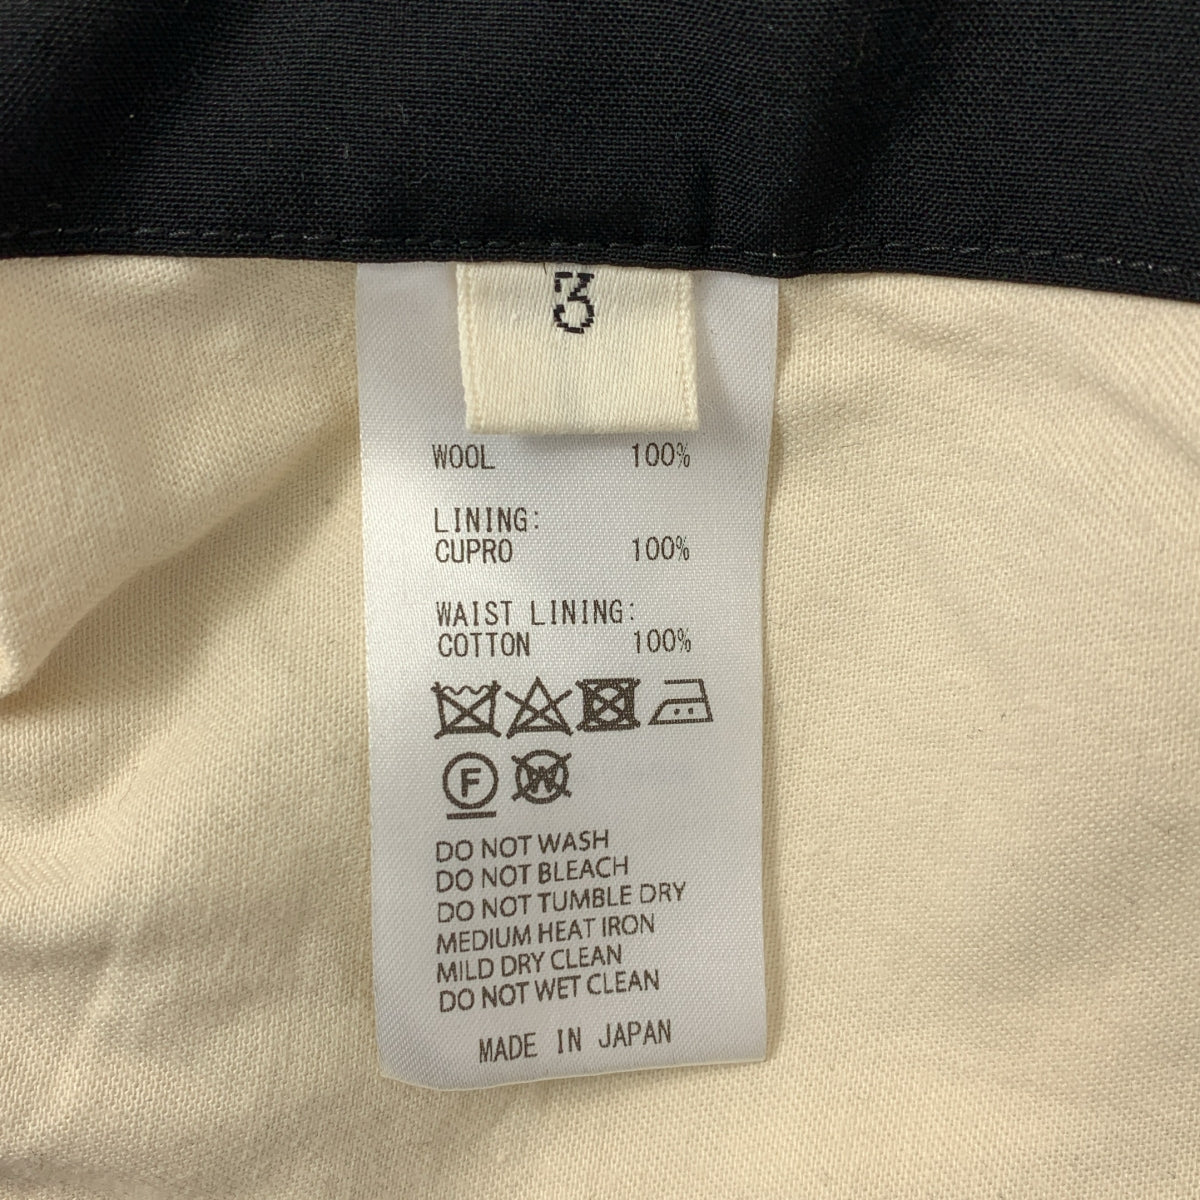 3
WOOL 100%
LINING:
CUPRO 100%
WAIST LINING:
COTTON 100%
F W
DO NOT WASH
DO NOT BLEACH
DO NOT TUMBLE DRY
MEDIUM HEAT IRON
MILD DRY CLEAN
DO NOT WET CLEAN
MADE IN JAPAN